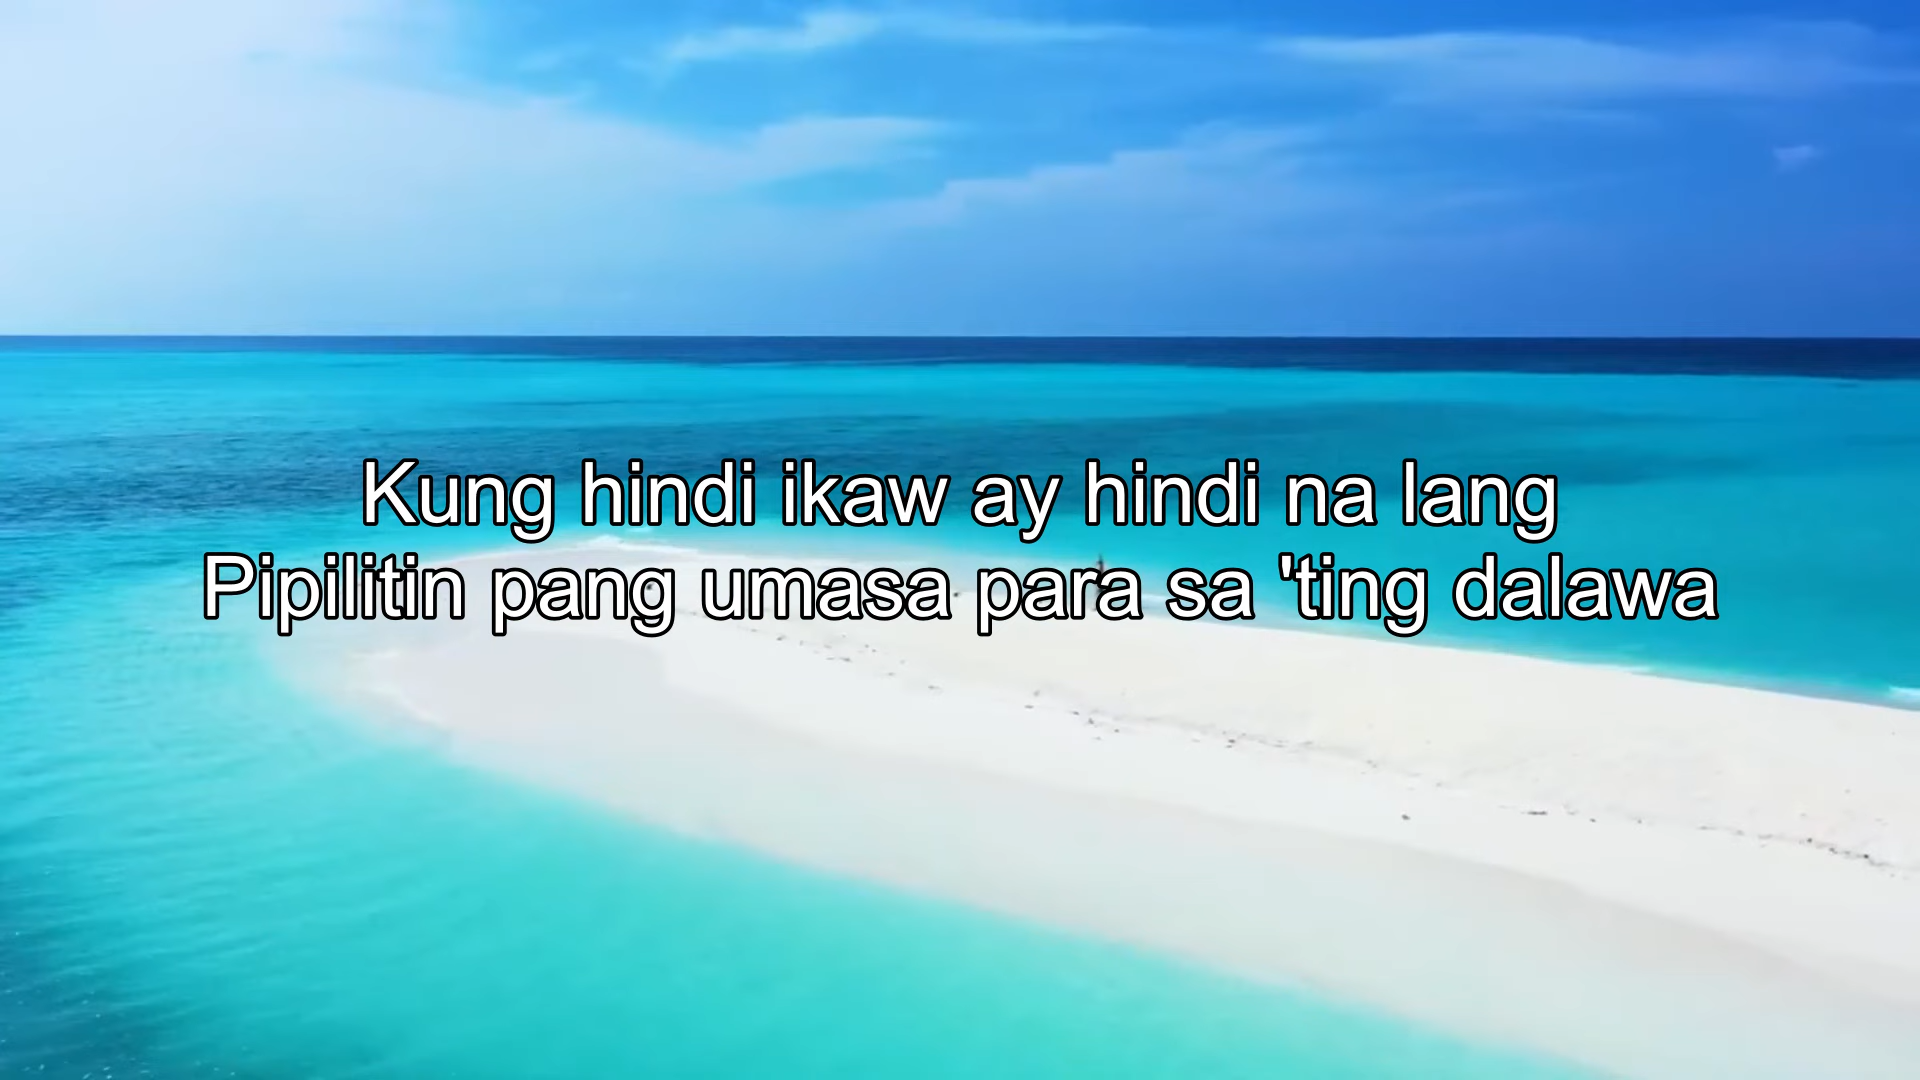 Kung hindi ikaw ay hindi na lang
Pipilitin pang umasa para sa 'ting dalawa